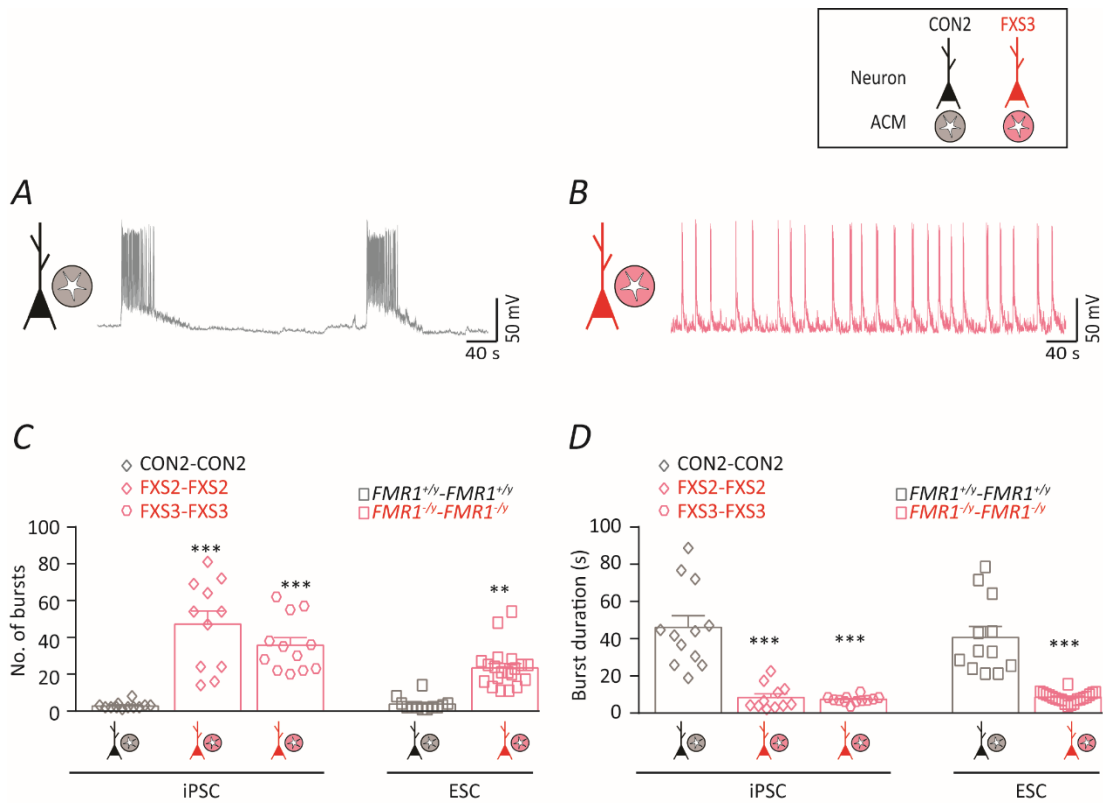 CON2 FXS3
Neuron
ACM
A
B
50 mV
40 s
50 mV
40 s
C
CON2-CON2
FXS2-FXS2
FXS3-FXS3
FMR1+/y-FMR1+/y
FMR1-/y-FMR1-/y
No. of bursts
100
80
60
40
20
0
***
***
**
iPSC
ESC
D
CON2-CON2
FXS2-FXS2
FXS3-FXS3
FMR1+/y-FMR1+/y
FMR1-/y-FMR1-/y
Burst duration (s)
100
80
60
40
20
0
***
***
***
iPSC
ESC